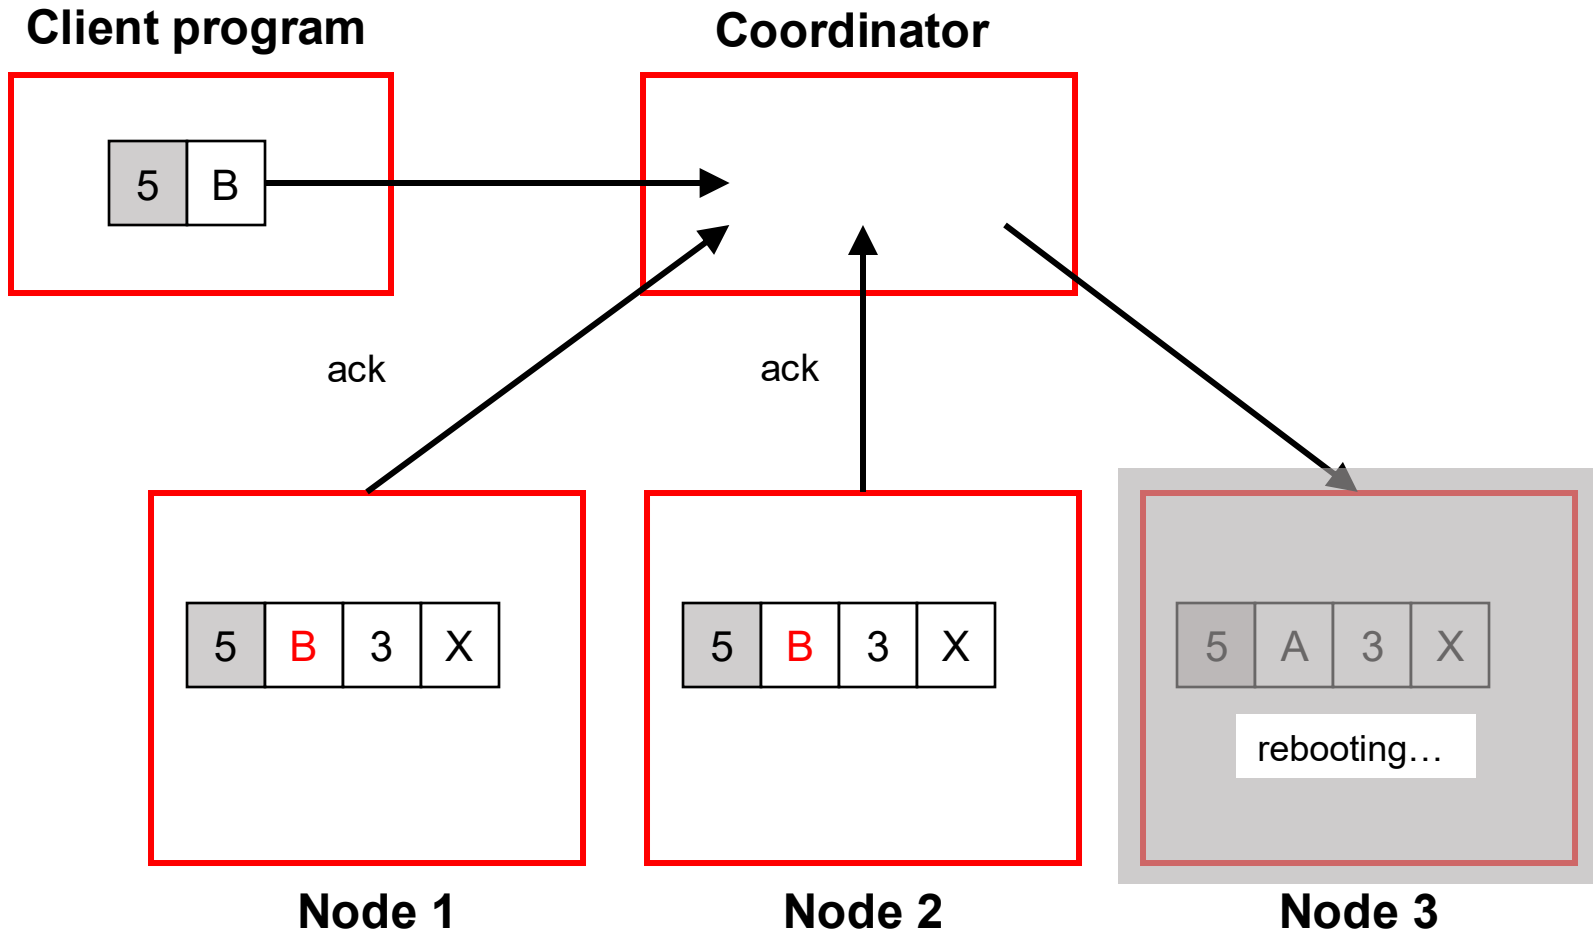 Client program
Coordinator
5 B
ack
ack
5 B 3 X
5 B 3 X
5 A 3 X
rebooting…
Node 1
Node 2
Node 3